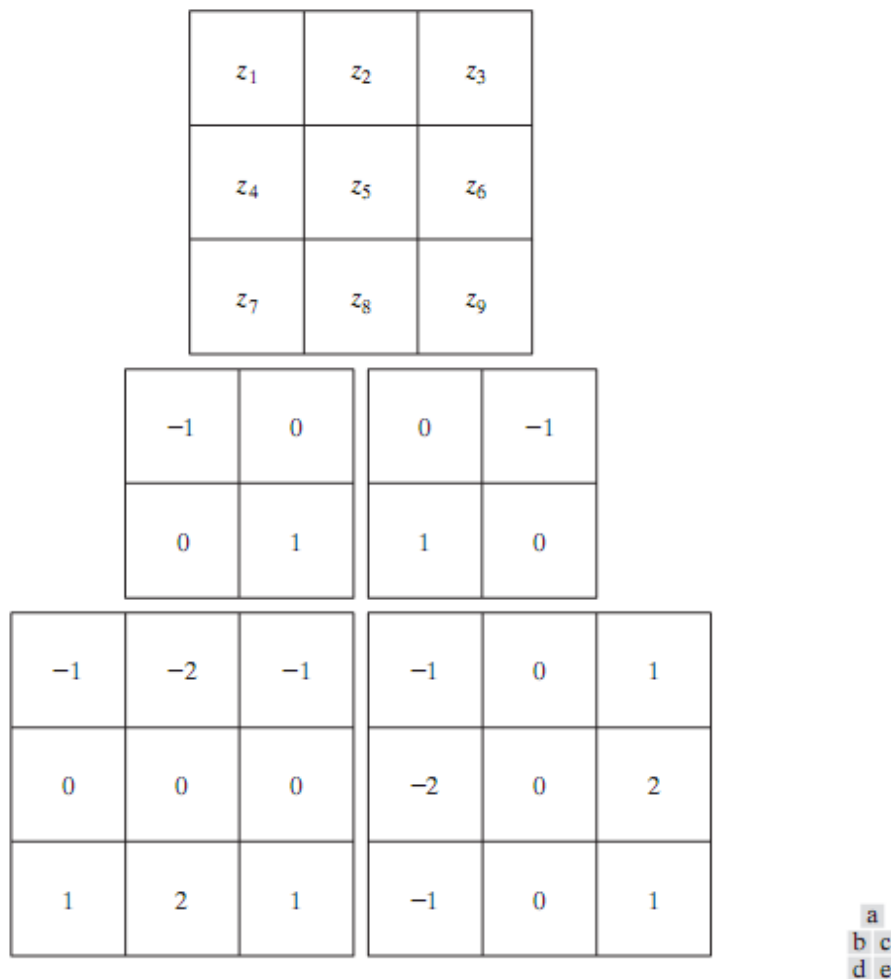 z₁ z₂ z₃
z₄ z₅ z₆
z₇ z₈ z₉
−1 0 0 −1
0 1 1 0
−1 −2 −1 −1 0 1
0 0 0 −2 0 2
1 2 1 −1 0 1
a
b c
d e